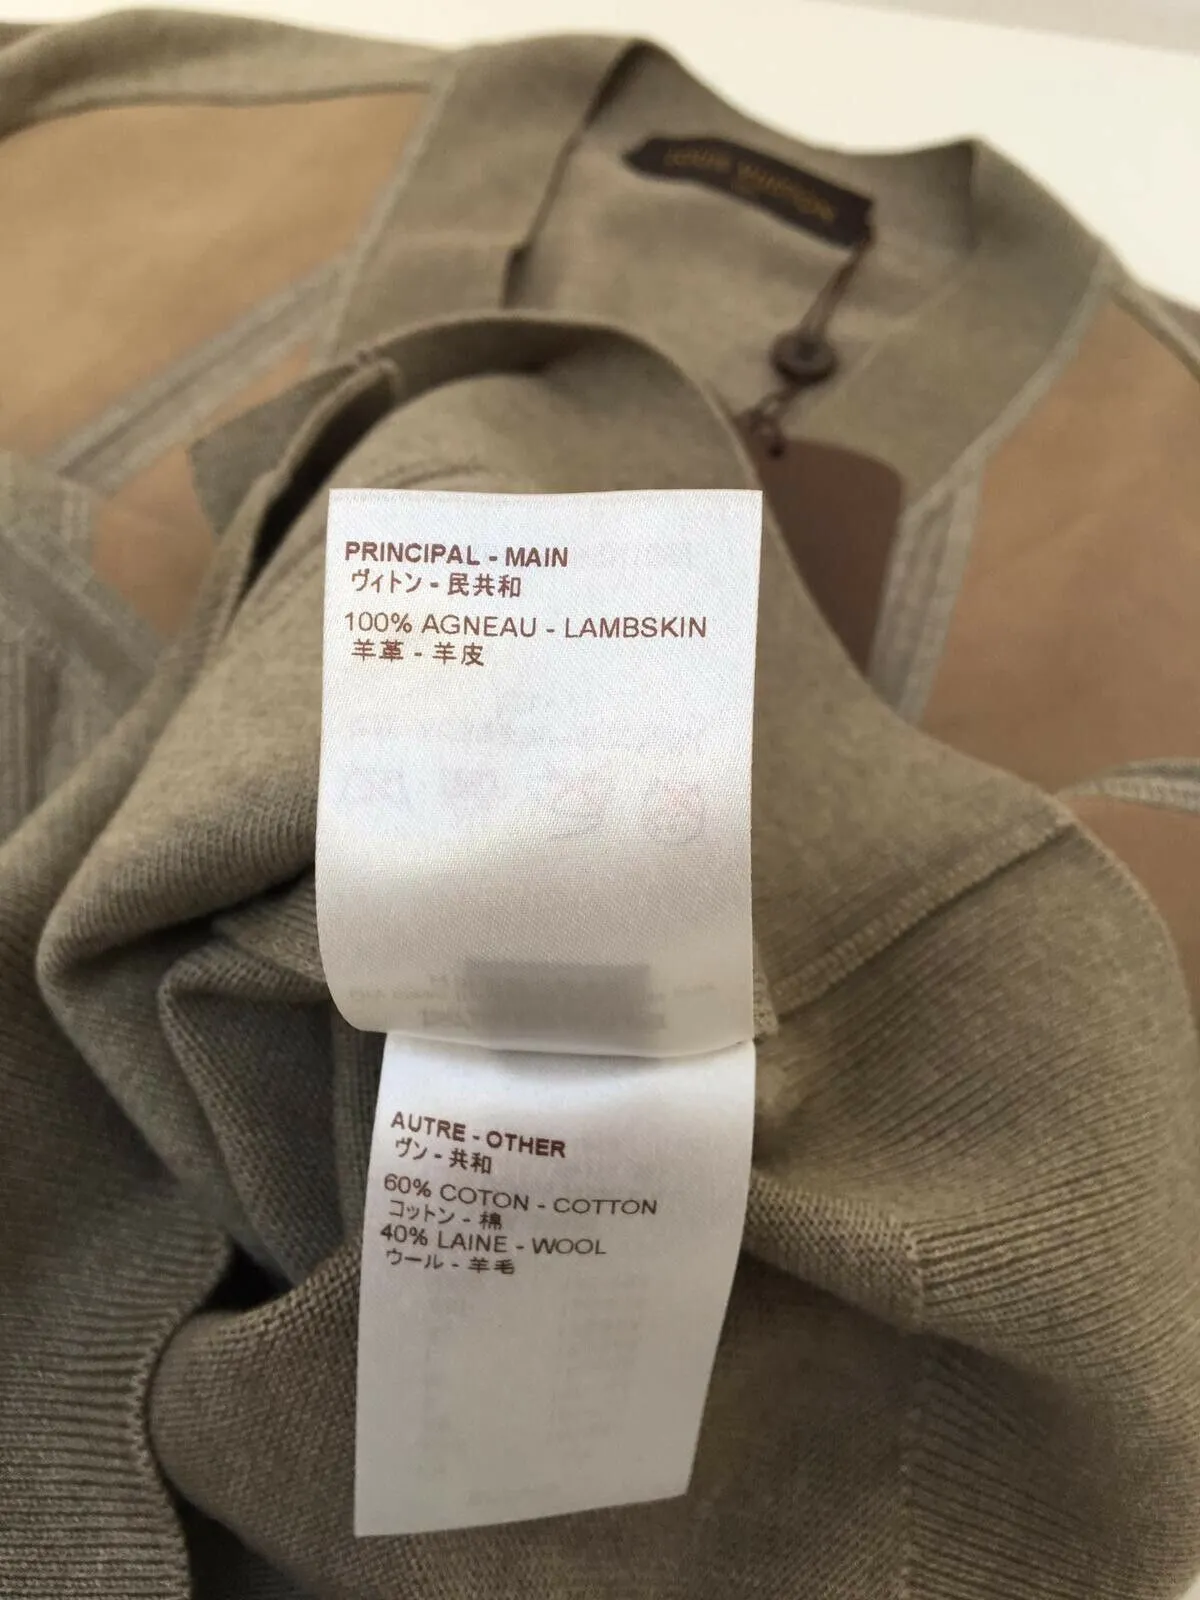 LOUIS VUITTON
PRINCIPAL - MAIN
ヴィトン - 民共和
100% AGNEAU - LAMBSKIN
羊革 - 羊皮
AUTRE - OTHER
ヴン - 共和
60% COTON - COTTON
コットン - 棉
40% LAINE - WOOL
ウール - 羊毛